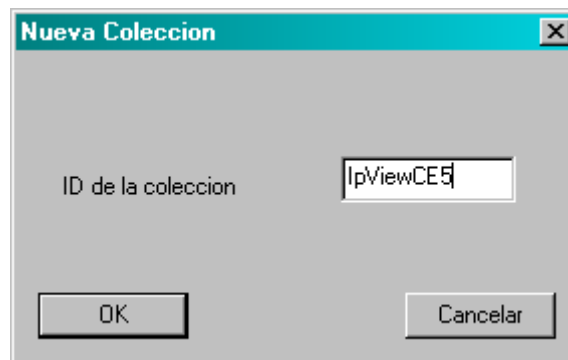 Nueva Coleccion
ID de la coleccion
IpViewCE5
OK
Cancelar